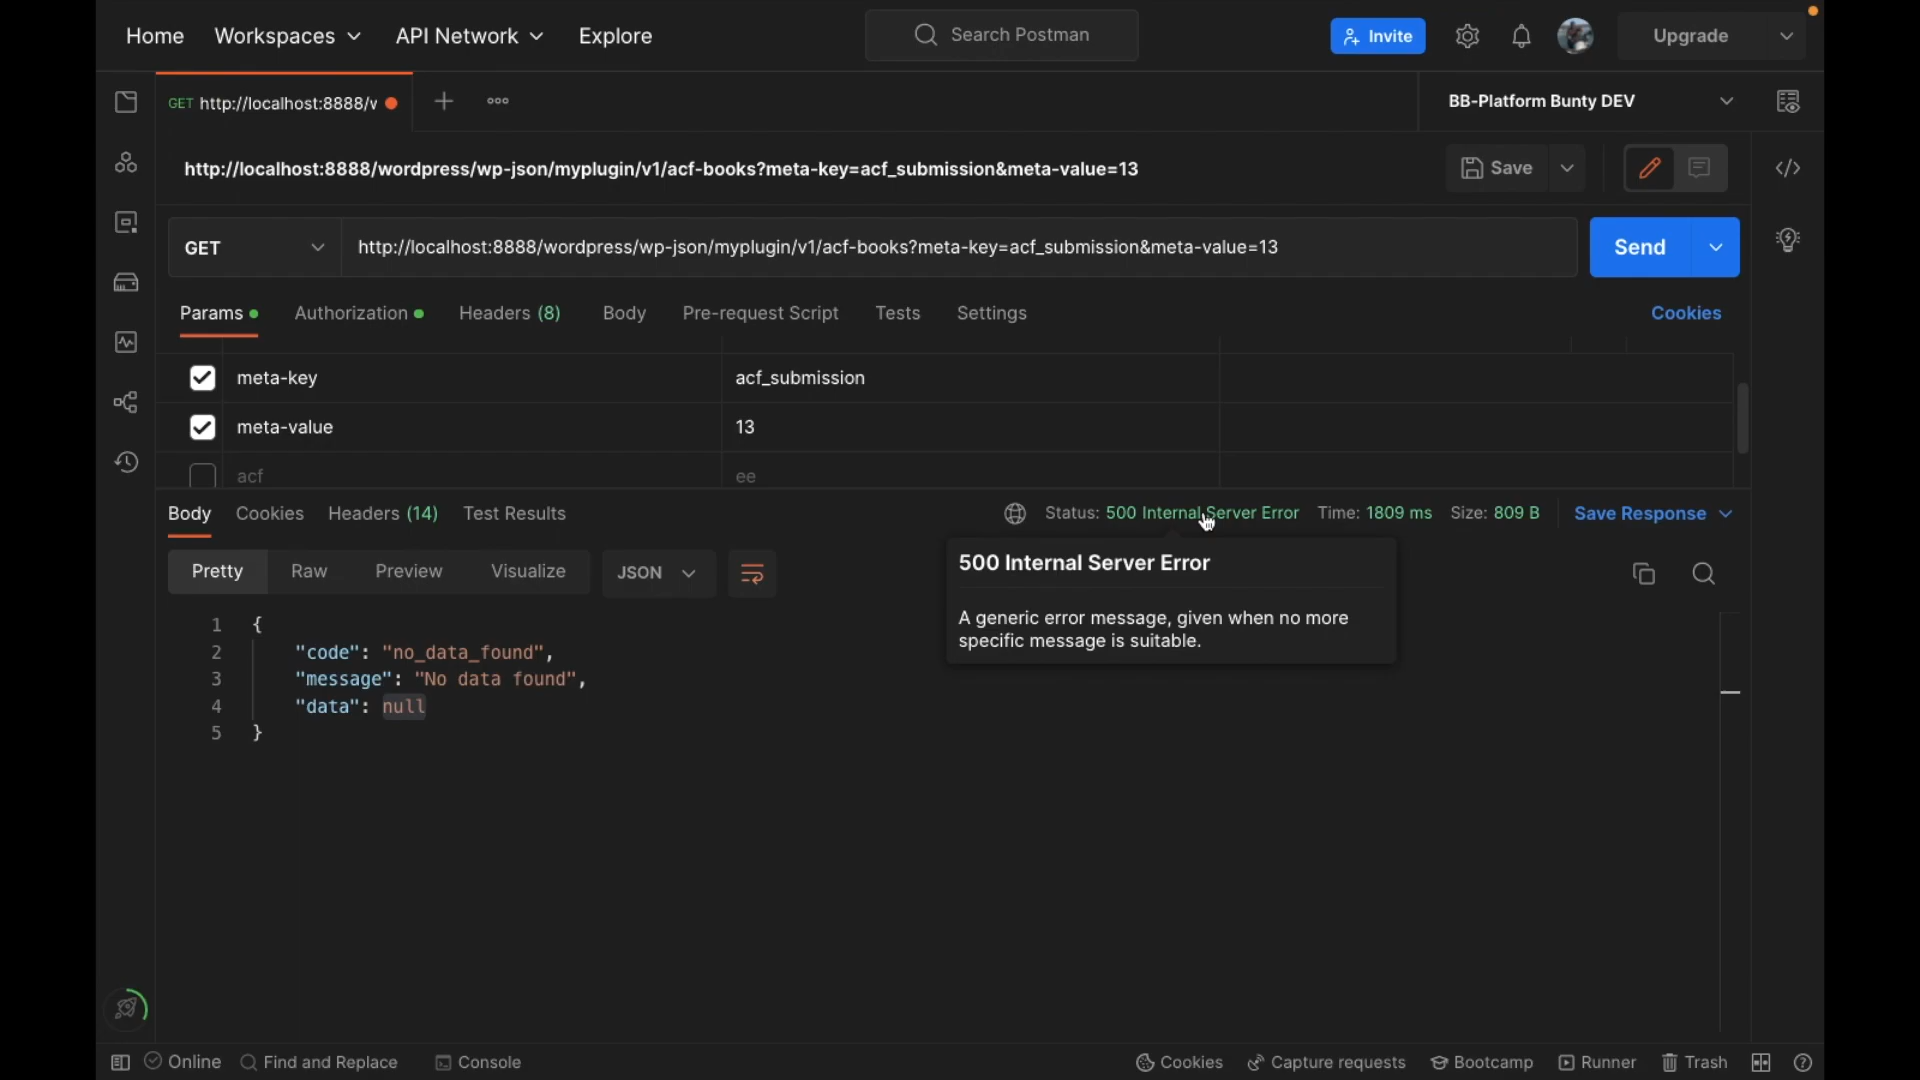 Home Workspaces API Network Explore Search Postman Invite Upgrade
GET http://localhost:8888/v BB-Platform Bunty DEV
http://localhost:8888/wordpress/wp-json/myplugin/v1/acf-books?meta-key=acf_submission&meta-value=13 Save
GET http://localhost:8888/wordpress/wp-json/myplugin/v1/acf-books?meta-key=acf_submission&meta-value=13 Send
Params Authorization Headers (8) Body Pre-request Script Tests Settings Cookies
meta-key acf_submission
meta-value 13
acf ee
Body Cookies Headers (14) Test Results Status: 500 Internal Server Error Time: 1809 ms Size: 809 B Save Response
Pretty Raw Preview Visualize JSON
500 Internal Server Error
A generic error message, given when no more
specific message is suitable.
1 {
2 "code": "no_data_found",
3 "message": "No data found",
4 "data": null
5 }
Online Find and Replace Console Cookies Capture requests Bootcamp Runner Trash